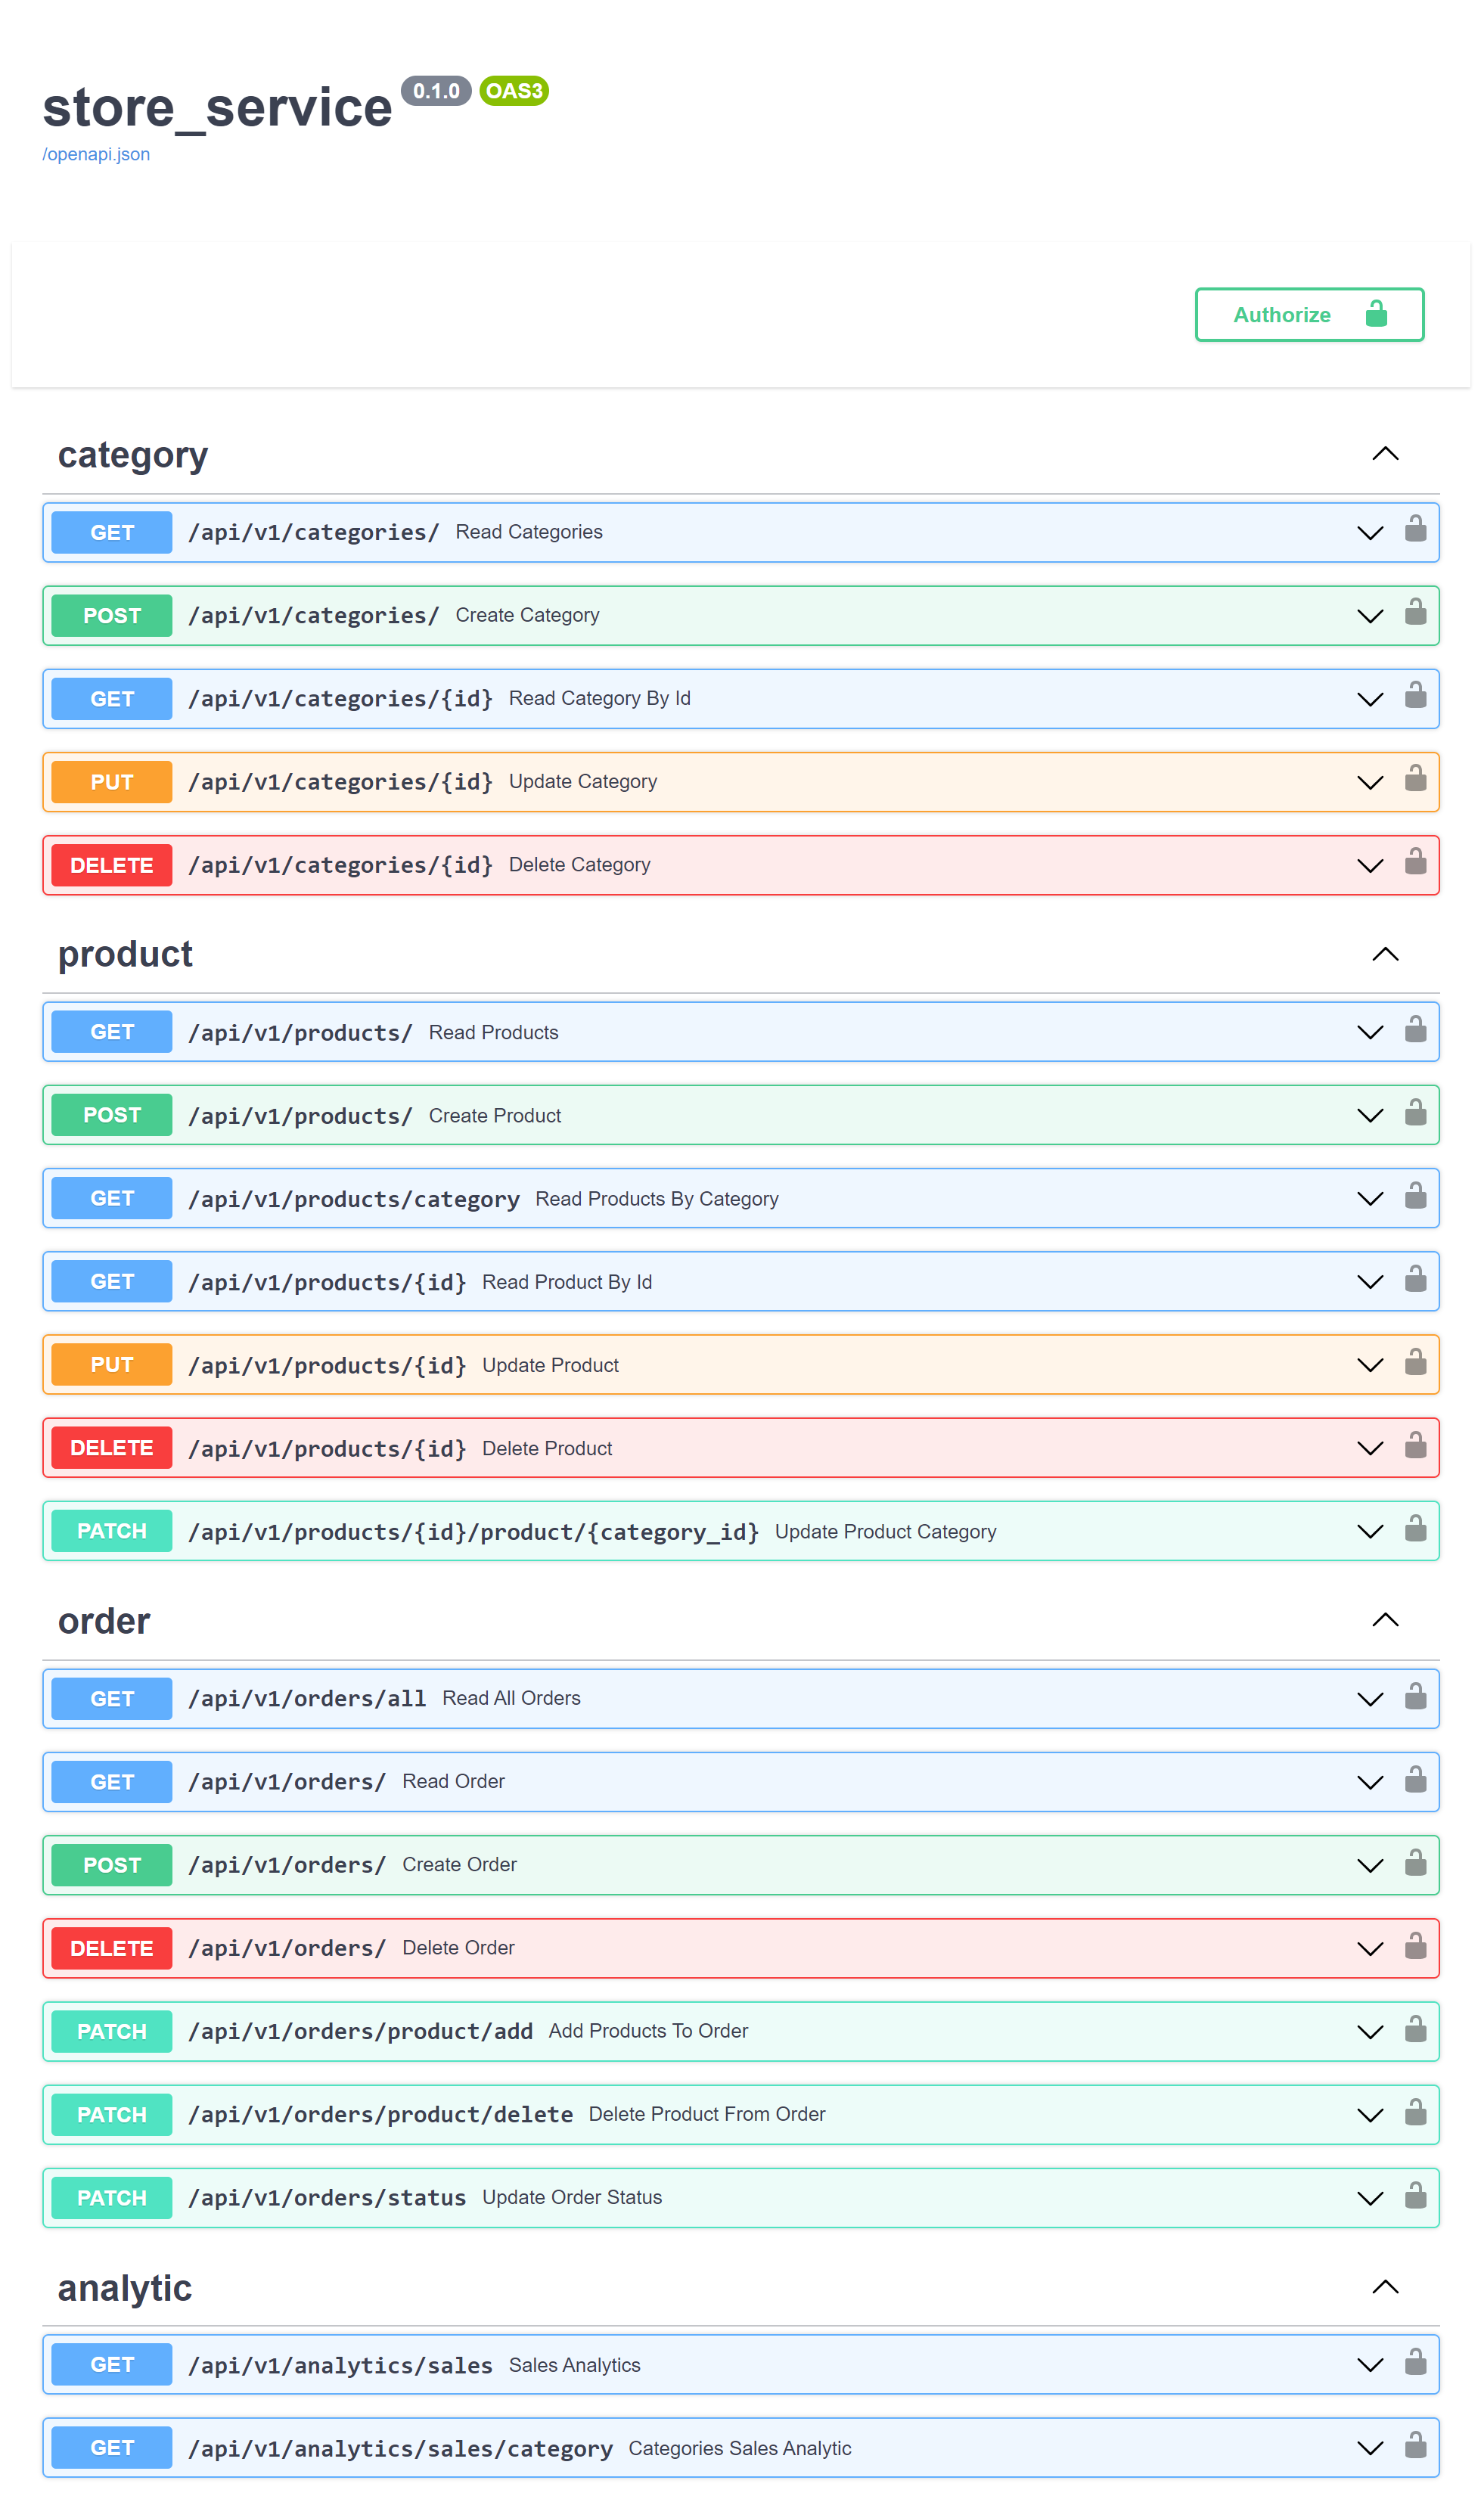 store_service 0.1.0 OAS3
/openapi.json
Authorize
category
GET /api/v1/categories/ Read Categories
POST /api/v1/categories/ Create Category
GET /api/v1/categories/{id} Read Category By Id
PUT /api/v1/categories/{id} Update Category
DELETE /api/v1/categories/{id} Delete Category
product
GET /api/v1/products/ Read Products
POST /api/v1/products/ Create Product
GET /api/v1/products/category Read Products By Category
GET /api/v1/products/{id} Read Product By Id
PUT /api/v1/products/{id} Update Product
DELETE /api/v1/products/{id} Delete Product
PATCH /api/v1/products/{id}/product/{category_id} Update Product Category
order
GET /api/v1/orders/all Read All Orders
GET /api/v1/orders/ Read Order
POST /api/v1/orders/ Create Order
DELETE /api/v1/orders/ Delete Order
PATCH /api/v1/orders/product/add Add Products To Order
PATCH /api/v1/orders/product/delete Delete Product From Order
PATCH /api/v1/orders/status Update Order Status
analytic
GET /api/v1/analytics/sales Sales Analytics
GET /api/v1/analytics/sales/category Categories Sales Analytic